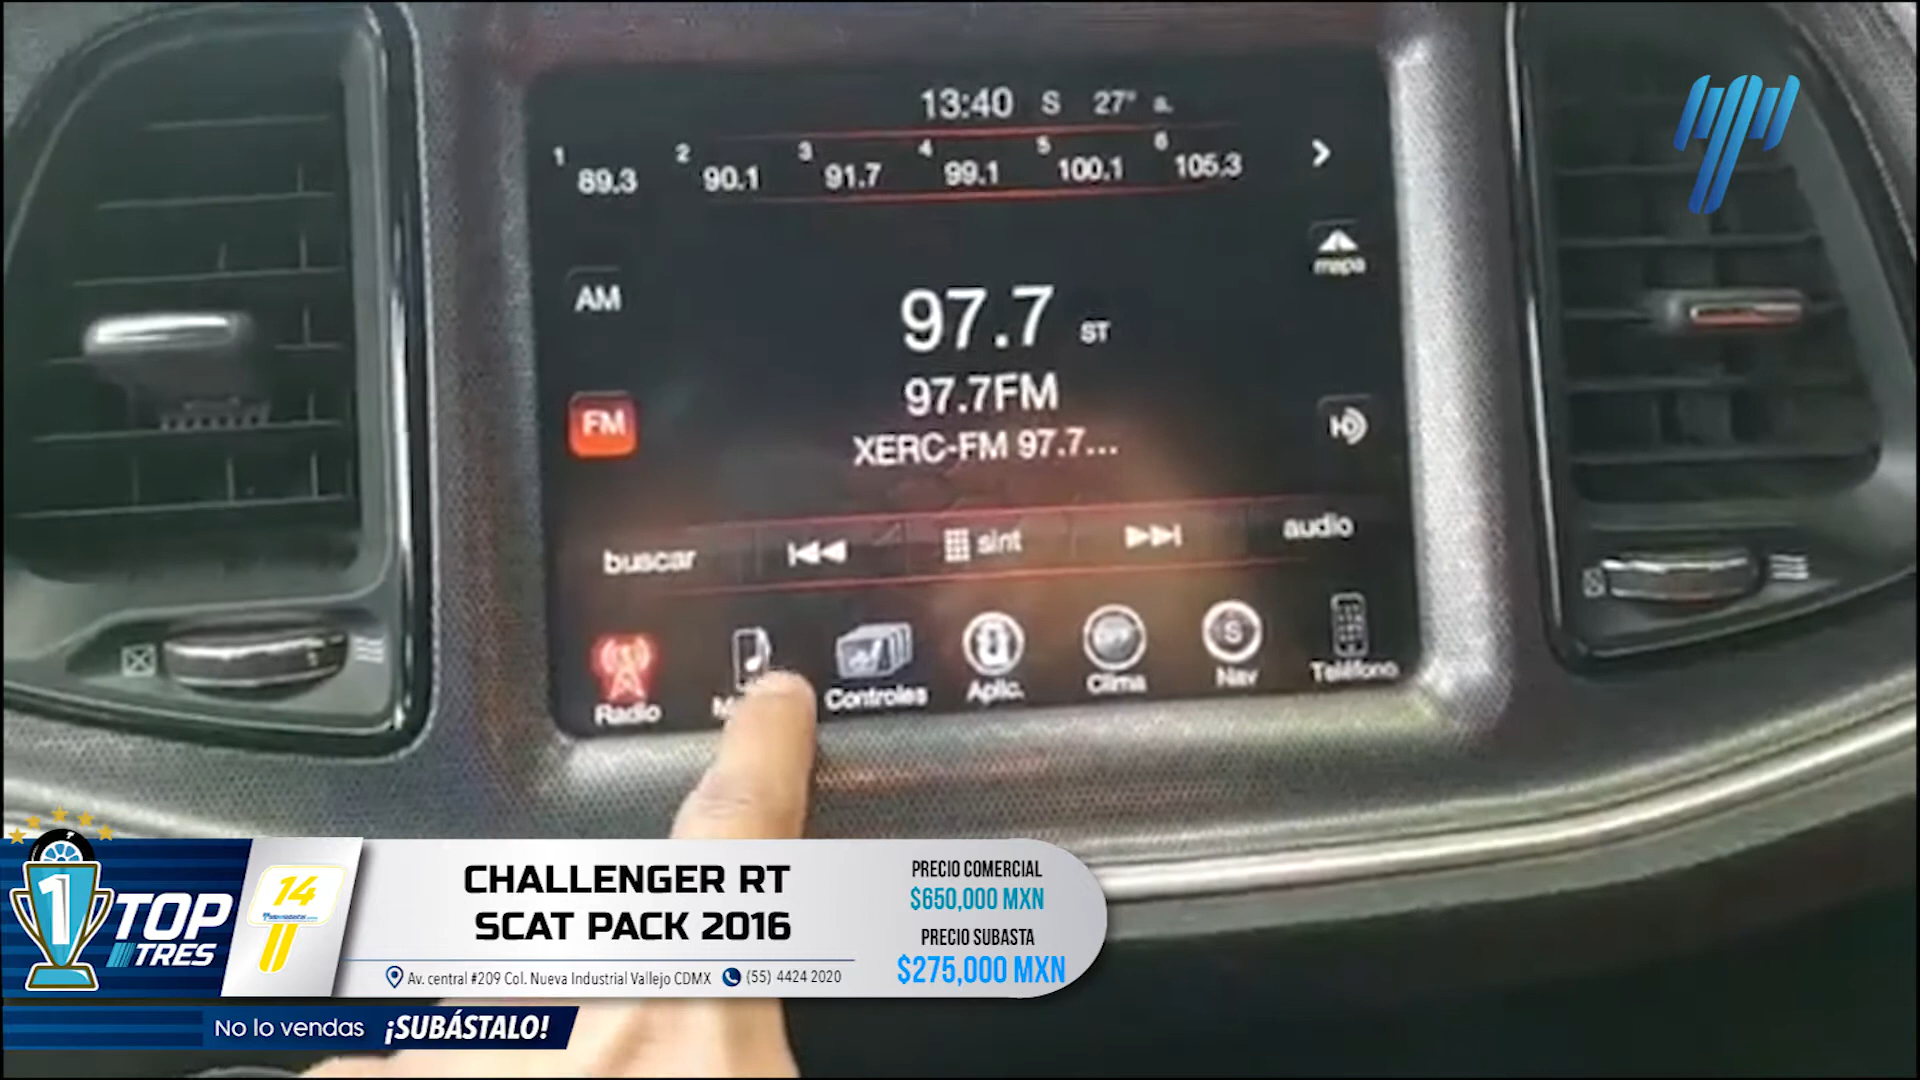 13:40 S 27° a.
1 89.3 2 90.1 3 91.7 4 99.1 5 100.1 6 105.3
mapa
AM
97.7 ST
FM
97.7FM
XERC-FM 97.7...
buscar
sint
audio
Radio
Controles
Aplic.
OFF
Clima
S
Nav
Teléfono
1 TOP TRES
14
CHALLENGER RT
SCAT PACK 2016
PRECIO COMERCIAL
$650,000 MXN
PRECIO SUBASTA
$275,000 MXN
Av. central #209 Col. Nueva Industrial Vallejo CDMX (55) 4424 2020
No lo vendas ¡SUBÁSTALO!